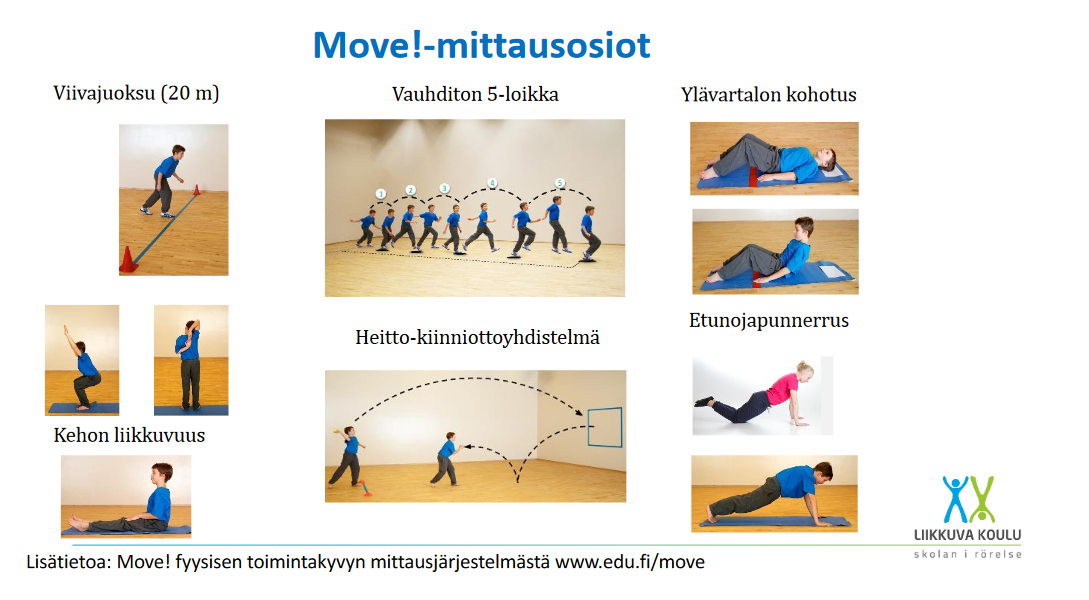 Move!-mittausosiot
Viivajuoksu (20 m)
Vauhditon 5-loikka
Ylävartalon kohotus
1
2
3
4
5
Etunojapunnerrus
Heitto-kiinniottoyhdistelmä
Kehon liikkuvuus
LIIKKUVA KOULU
skolan i rörelse
Lisätietoa: Move! fyysisen toimintakyvyn mittausjärjestelmästä www.edu.fi/move